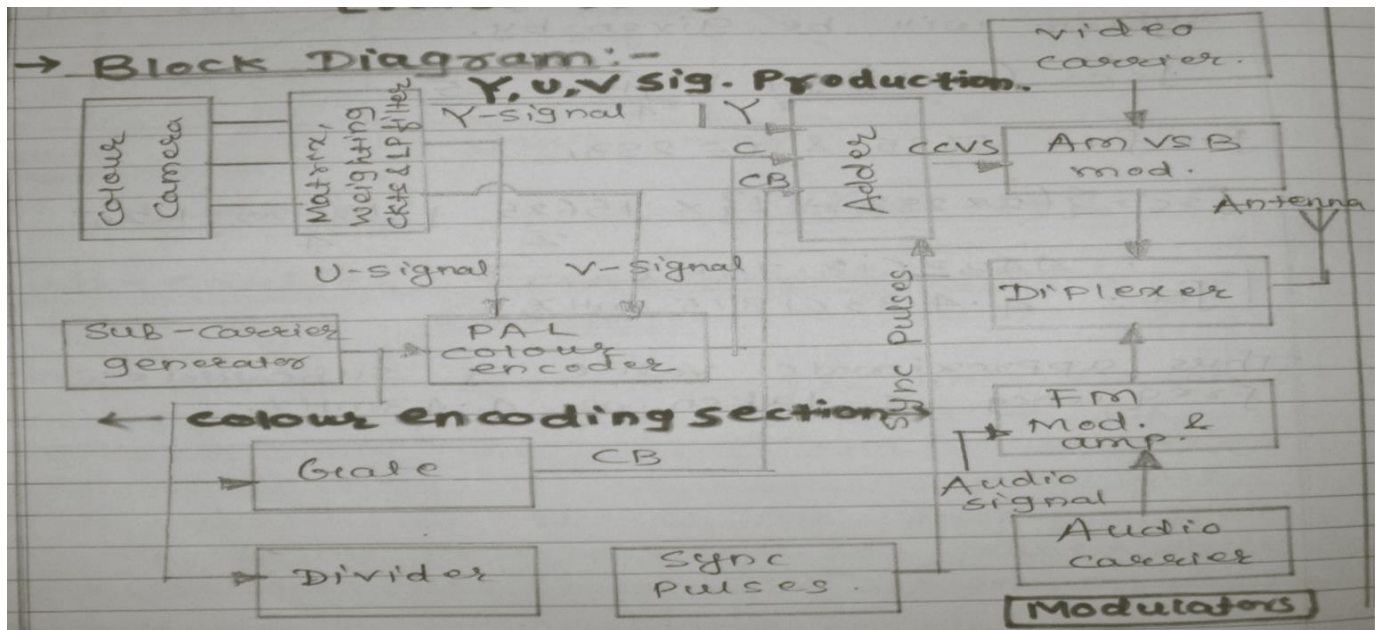 → Block Diagram:-
Y, U, V Sig. Production.
Colour
Camera
Matrix,
weighting
ckts & LP filter
Y-signal
Y
C
CB
Adder
CCVS
video
carrier.
AM VSB
mod.
Antenna
U-signal
V-signal
Diplexer
Sub-carrier
generator
PAL
colour
encoder
Sync pulses.
← colour encoding section →
FM
Mod. &
amp.
Gate
CB
Audio
signal
Divider
Sync
pulses.
Audio
carrier
Modulators